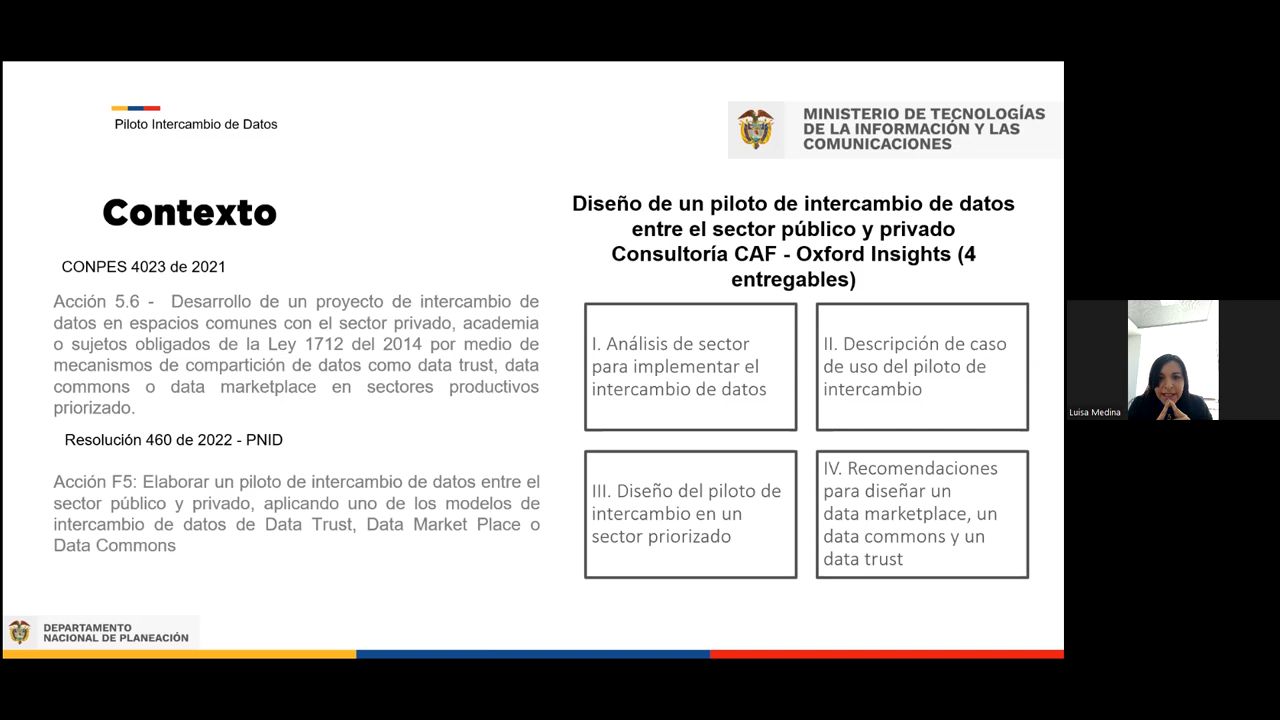 Piloto Intercambio de Datos
MINISTERIO DE TECNOLOGÍAS
DE LA INFORMACIÓN Y LAS
COMUNICACIONES
Contexto
CONPES 4023 de 2021
Acción 5.6 - Desarrollo de un proyecto de intercambio de
datos en espacios comunes con el sector privado, academia
o sujetos obligados de la Ley 1712 del 2014 por medio de
mecanismos de compartición de datos como data trust, data
commons o data marketplace en sectores productivos
priorizado.
Resolución 460 de 2022 - PNID
Acción F5: Elaborar un piloto de intercambio de datos entre el
sector público y privado, aplicando uno de los modelos de
intercambio de datos de Data Trust, Data Market Place o
Data Commons
Diseño de un piloto de intercambio de datos
entre el sector público y privado
Consultoría CAF - Oxford Insights (4
entregables)
I. Análisis de sector
para implementar el
intercambio de datos
II. Descripción de caso
de uso del piloto de
intercambio
III. Diseño del piloto de
intercambio en un
sector priorizado
IV. Recomendaciones
para diseñar un
data marketplace, un
data commons y un
data trust
DEPARTAMENTO
NACIONAL DE PLANEACIÓN
Luisa Medina